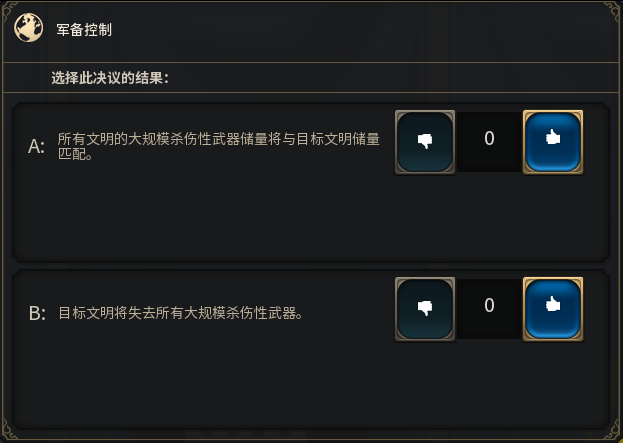 军备控制
选择此决议的结果：
A: 所有文明的大规模杀伤性武器储量将与目标文明储量
匹配。
0
B: 目标文明将失去所有大规模杀伤性武器。
0